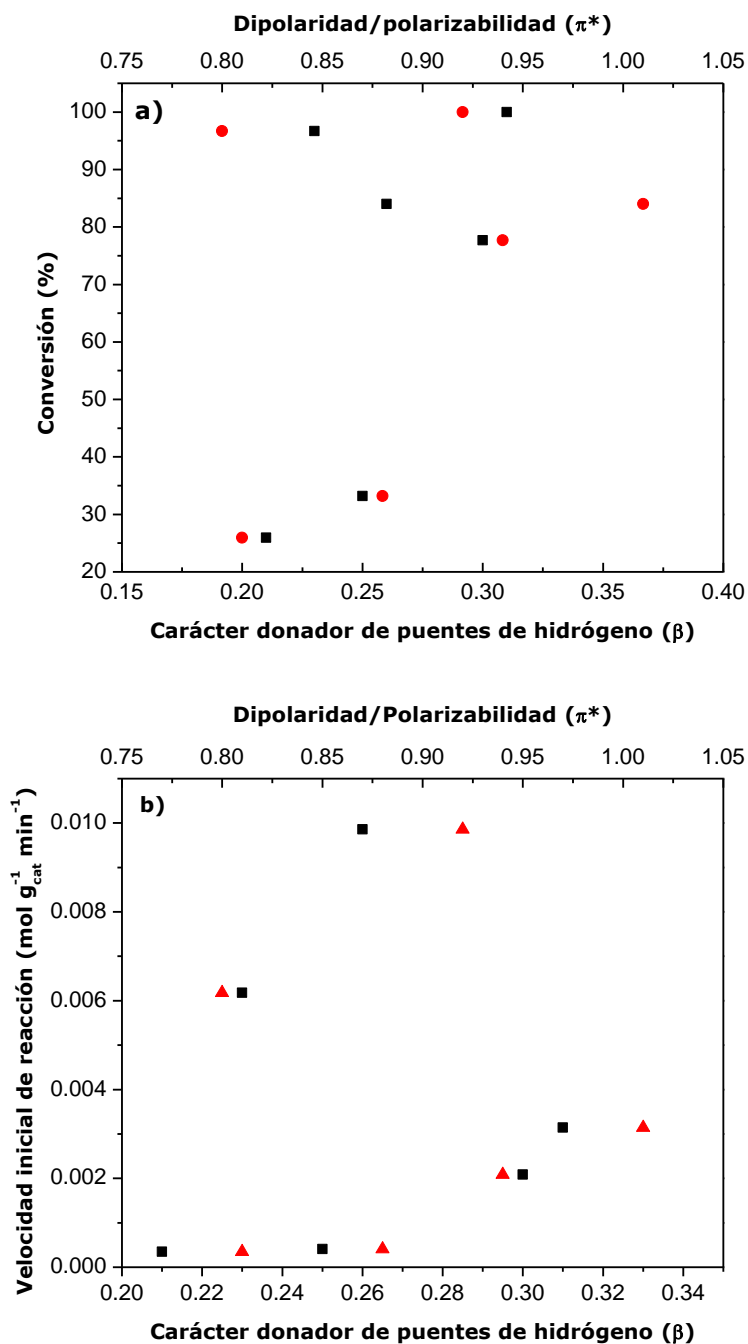 Dipolaridad/polarizabilidad (π*)
0.75 0.80 0.85 0.90 0.95 1.00 1.05
a)
100
90
80
70
60
50
40
30
20
Conversión (%)
0.15 0.20 0.25 0.30 0.35 0.40
Carácter donador de puentes de hidrógeno (β)
Dipolaridad/Polarizabilidad (π*)
0.75 0.80 0.85 0.90 0.95 1.00 1.05
b)
0.010
0.008
0.006
0.004
0.002
0.000
Velocidad inicial de reacción (mol g⁻¹cat min⁻¹)
0.20 0.22 0.24 0.26 0.28 0.30 0.32 0.34
Carácter donador de puentes de hidrógeno (β)